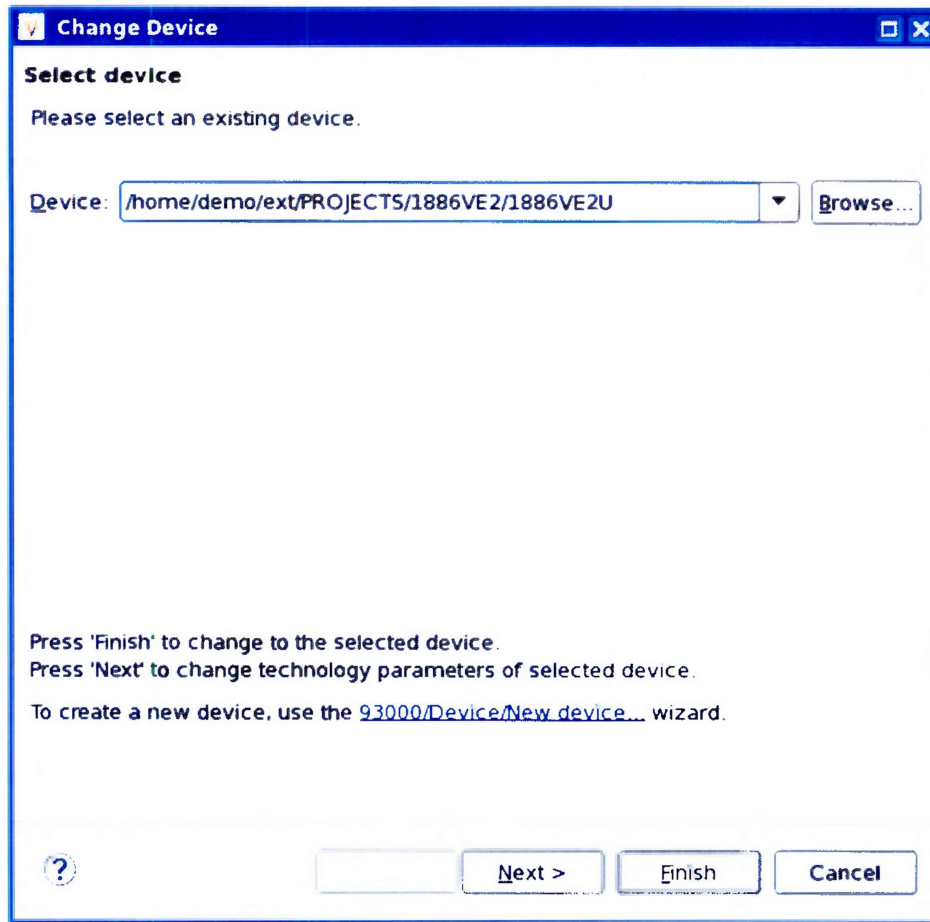 Change Device
Select device
Please select an existing device.
Device: /home/demo/ext/PROJECTS/1886VE2/1886VE2U Browse...
Press 'Finish' to change to the selected device.
Press 'Next' to change technology parameters of selected device.
To create a new device, use the 93000/Device/New device... wizard.
? Next > Finish Cancel